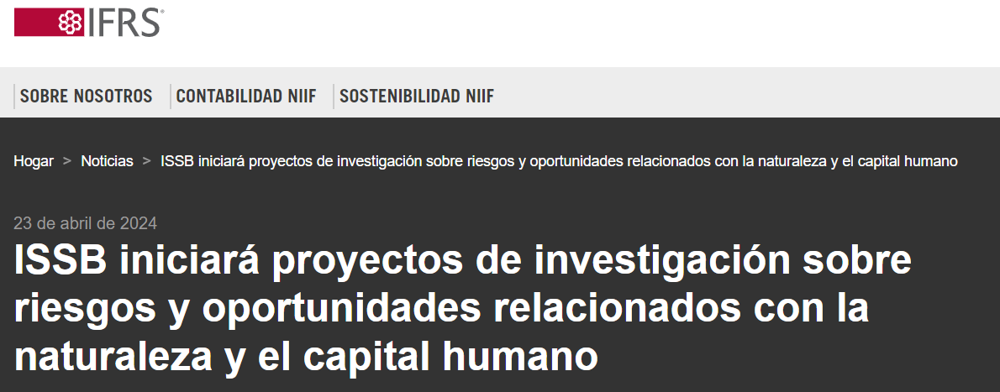 IFRS®
SOBRE NOSOTROS CONTABILIDAD NIIF SOSTENIBILIDAD NIIF
Hogar > Noticias > ISSB iniciará proyectos de investigación sobre riesgos y oportunidades relacionados con la naturaleza y el capital humano
23 de abril de 2024
ISSB iniciará proyectos de investigación sobre
riesgos y oportunidades relacionados con la
naturaleza y el capital humano